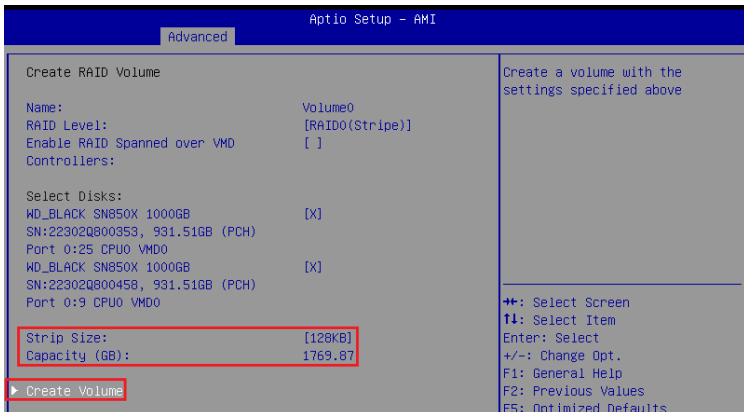 Aptio Setup - AMI
Advanced
Create RAID Volume
Name: Volume0
RAID Level: [RAID0(Stripe)]
Enable RAID Spanned over VMD [ ]
Controllers:
Select Disks:
WD_BLACK SN850X 1000GB [X]
SN:22302Q800353, 931.51GB (PCH)
Port 0:25 CPU0 VMD0
WD_BLACK SN850X 1000GB [X]
SN:22302Q800458, 931.51GB (PCH)
Port 0:9 CPU0 VMD0
Strip Size: [128KB]
Capacity (GB): 1769.87
Create Volume
Create a volume with the
settings specified above
→←: Select Screen
↑↓: Select Item
Enter: Select
+/-: Change Opt.
F1: General Help
F2: Previous Values
F5: Optimized Defaults